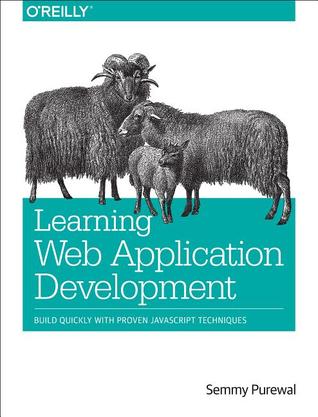 O'REILLY®
Learning
Web Application
Development
BUILD QUICKLY WITH PROVEN JAVASCRIPT TECHNIQUES
Semmy Purewal